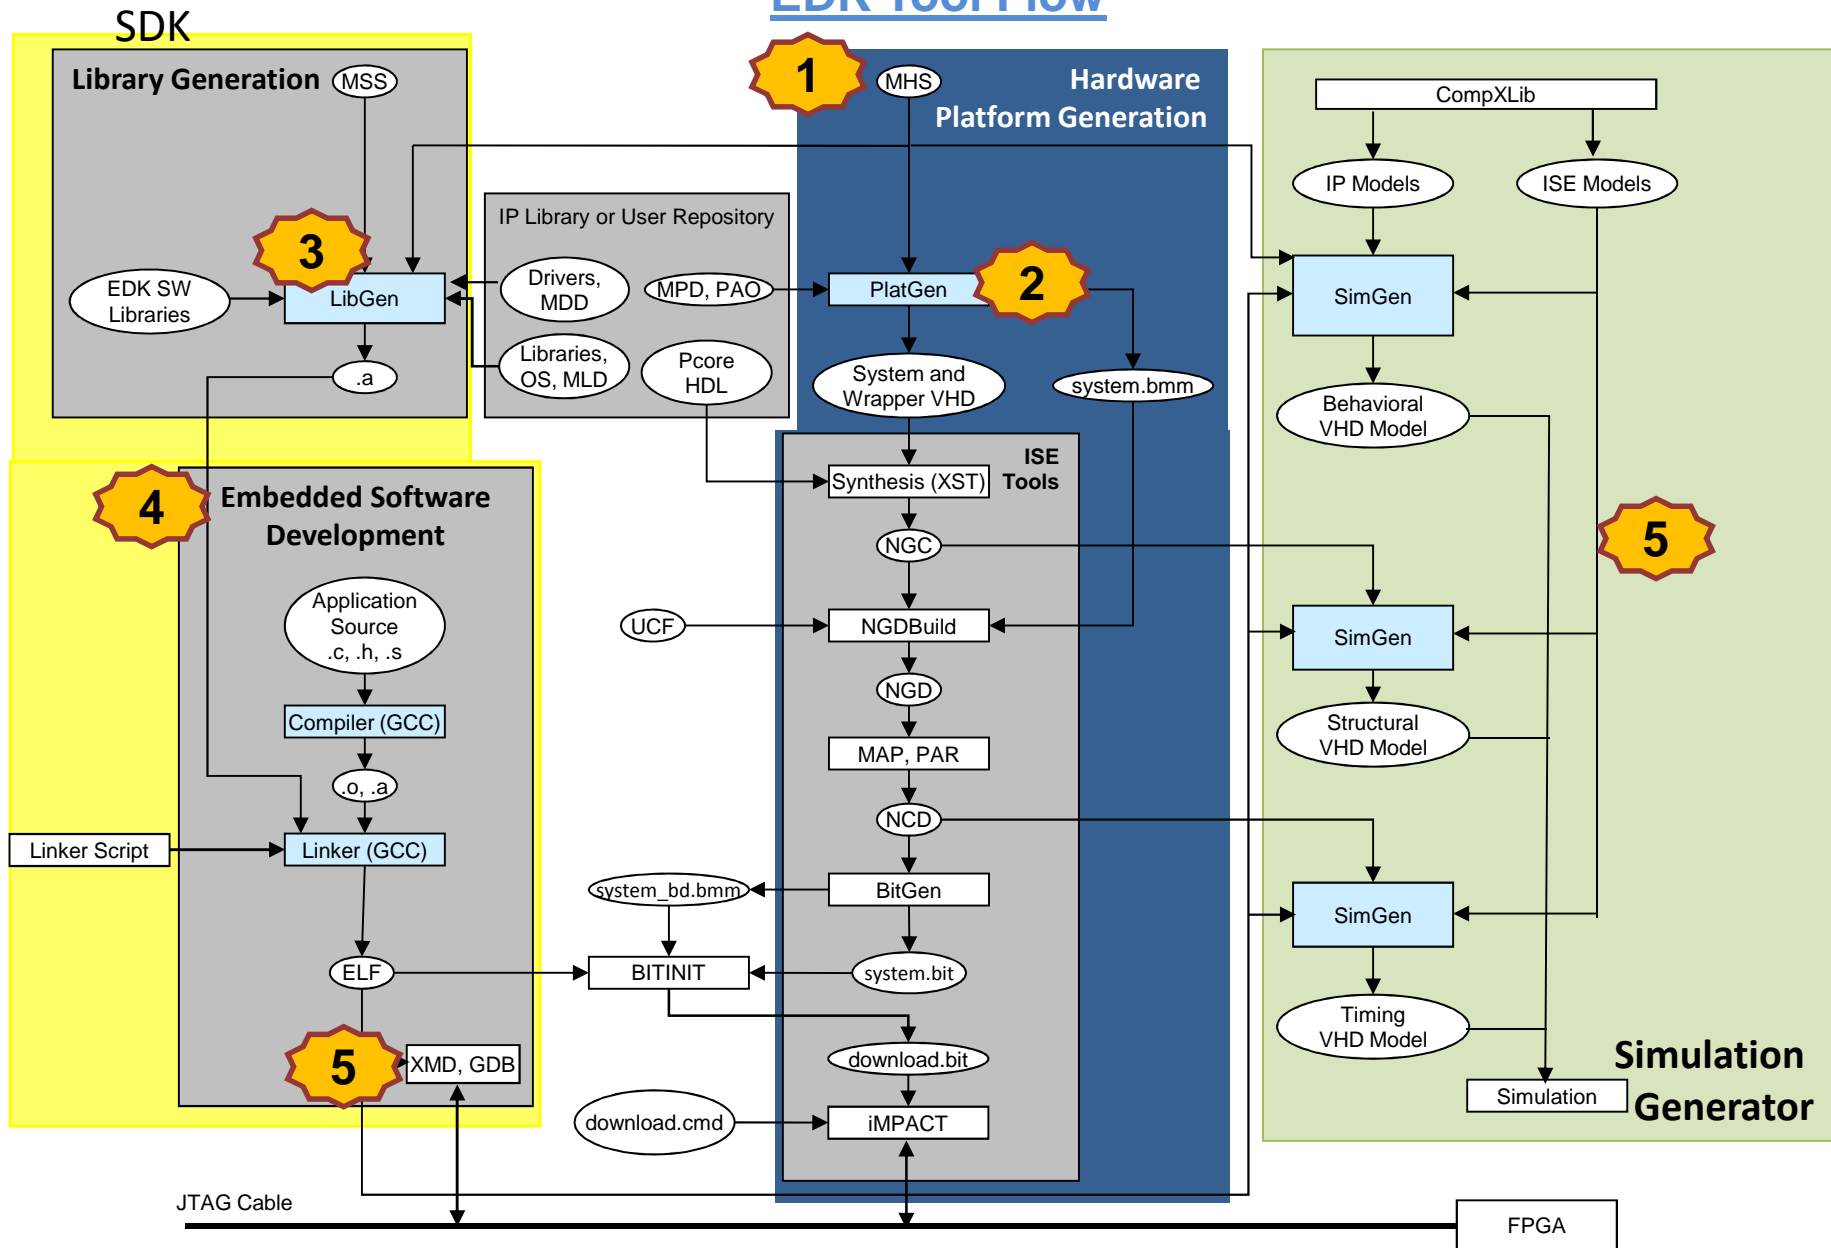 EDK Tool Flow
SDK
Library Generation
MSS
1
MHS
Hardware
Platform Generation
CompXLib
IP Models
ISE Models
IP Library or User Repository
3
EDK SW
Libraries
LibGen
Drivers,
MDD
MPD, PAO
PlatGen
2
SimGen
.a
Libraries,
OS, MLD
Pcore
HDL
System and
Wrapper VHD
system.bmm
Behavioral
VHD Model
ISE
Tools
Synthesis (XST)
4
Embedded Software
Development
NGC
5
Application
Source
.c, .h, .s
UCF
NGDBuild
SimGen
NGD
Compiler (GCC)
Structural
VHD Model
MAP, PAR
.o, .a
NCD
Linker Script
Linker (GCC)
system_bd.bmm
BitGen
SimGen
ELF
BITINIT
system.bit
Timing
VHD Model
5
XMD, GDB
download.bit
Simulation
Generator
Simulation
download.cmd
iMPACT
JTAG Cable
FPGA